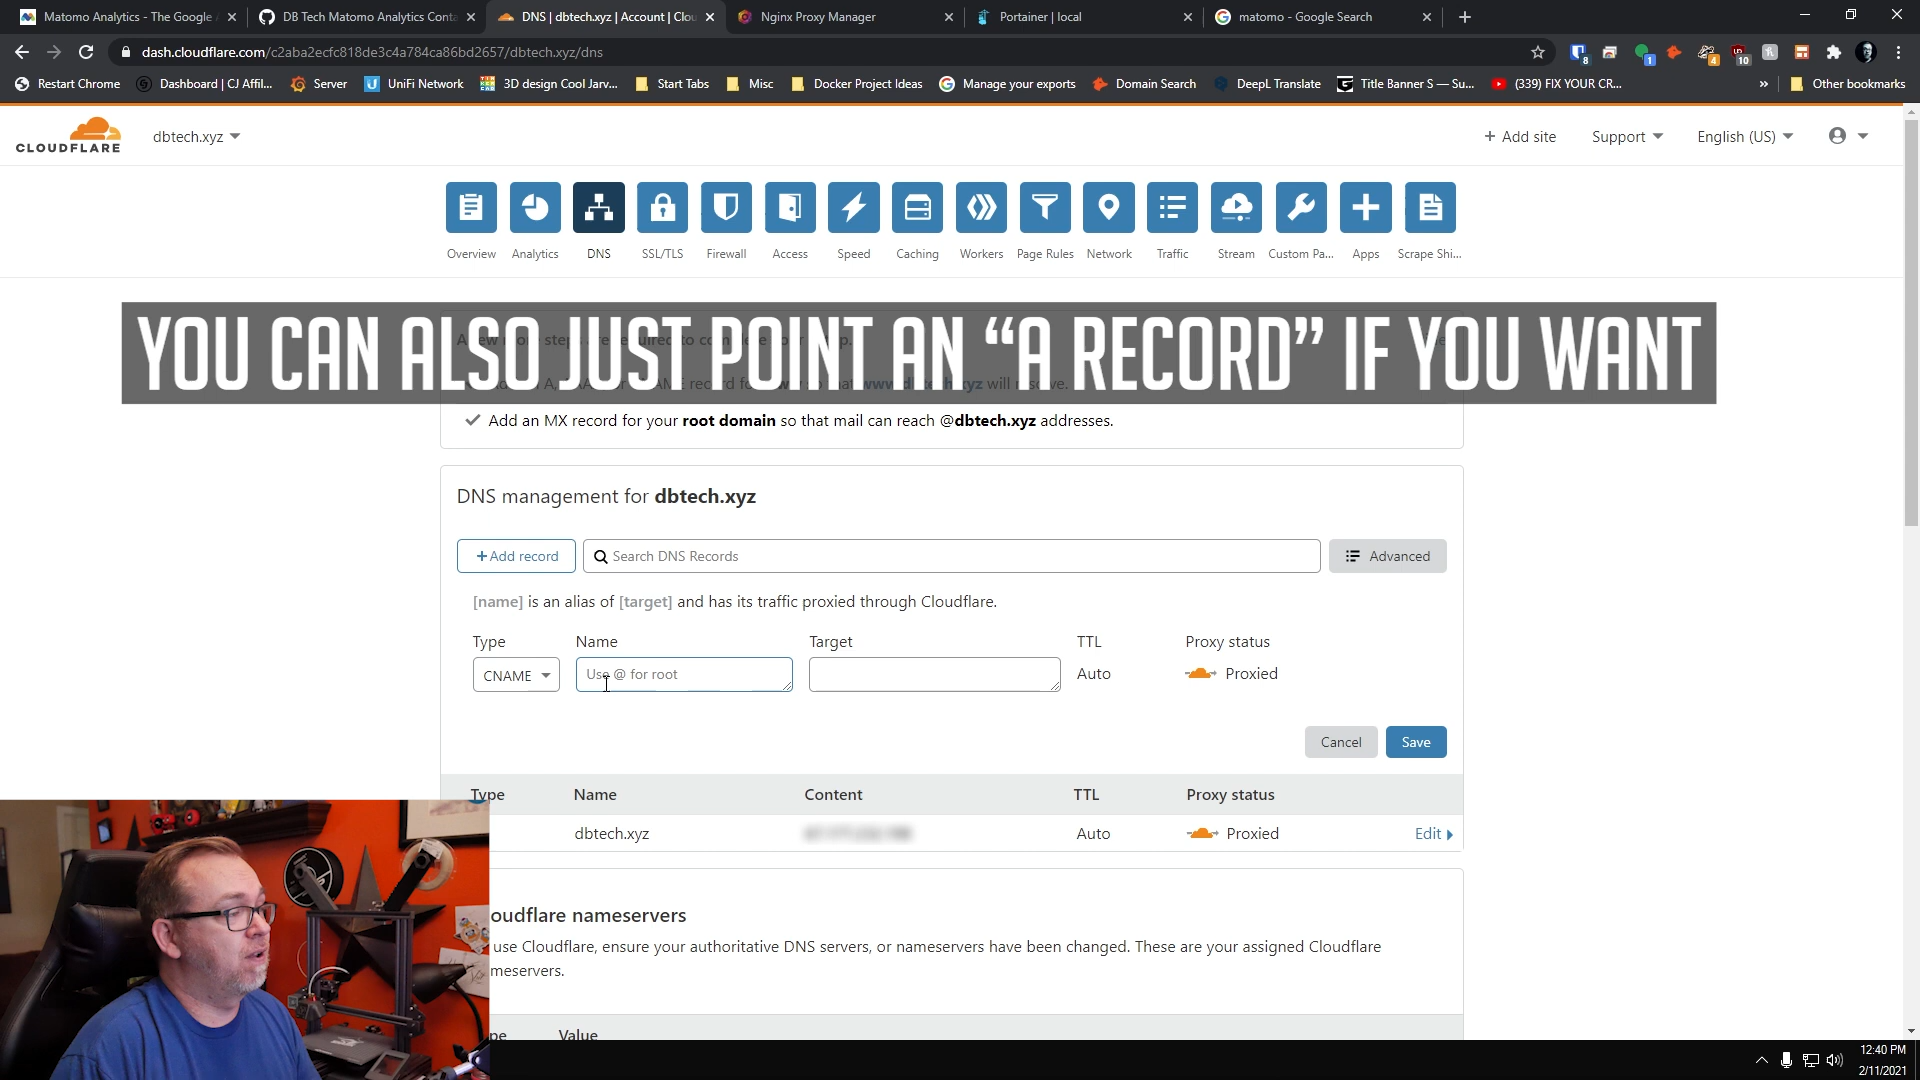 Matomo Analytics - The Google
DB Tech Matomo Analytics Conta
DNS | dbtech.xyz | Account | Clou
Nginx Proxy Manager
Portainer | local
matomo - Google Search
dash.cloudflare.com/c2aba2ecfc818de3c4a784ca86bd2657/dbtech.xyz/dns
8
1
4
10
Restart Chrome
Dashboard | CJ Affil...
Server
UniFi Network
3D design Cool Jarv...
Start Tabs
Misc
Docker Project Ideas
Manage your exports
Domain Search
DeepL Translate
Title Banner S — Su...
(339) FIX YOUR CR...
»
Other bookmarks
CLOUDFLARE
dbtech.xyz
+ Add site
Support
English (US)
Overview
Analytics
DNS
SSL/TLS
Firewall
Access
Speed
Caching
Workers
Page Rules
Network
Traffic
Stream
Custom Pa...
Apps
Scrape Shi...
YOU CAN ALSO JUST POINT AN “A RECORD” IF YOU WANT
Add an MX record for your root domain so that mail can reach @dbtech.xyz addresses.
DNS management for dbtech.xyz
+Add record
Search DNS Records
Advanced
[name] is an alias of [target] and has its traffic proxied through Cloudflare.
Type
Name
Target
TTL
Proxy status
CNAME
Use @ for root
Auto
Proxied
Cancel
Save
Type
Name
Content
TTL
Proxy status
dbtech.xyz
Auto
Proxied
Edit
oudflare nameservers
use Cloudflare, ensure your authoritative DNS servers, or nameservers have been changed. These are your assigned Cloudflare
meservers.
pe
Value
12:40 PM
2/11/2021